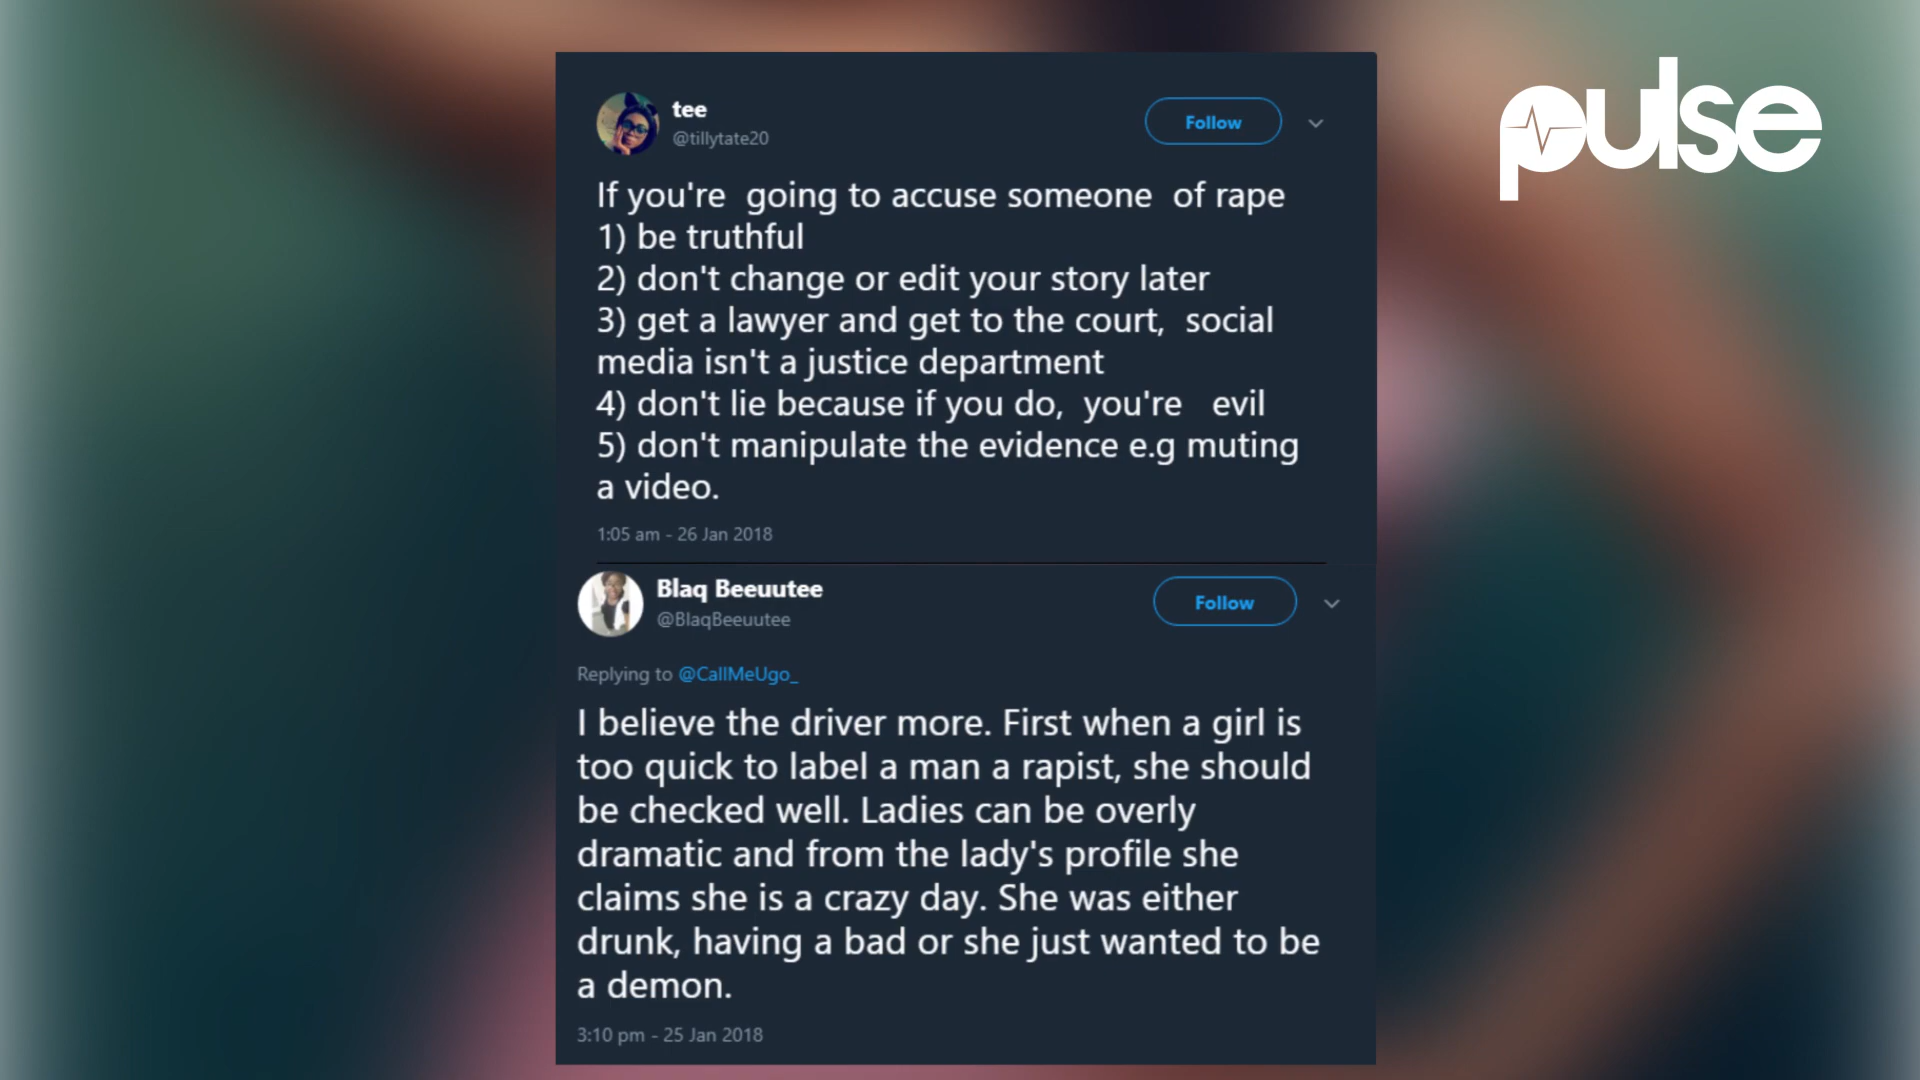 pulse
tee
@tillytate20
Follow
If you're going to accuse someone of rape
1) be truthful
2) don't change or edit your story later
3) get a lawyer and get to the court, social
media isn't a justice department
4) don't lie because if you do, you're evil
5) don't manipulate the evidence e.g muting
a video.
1:05 am - 26 Jan 2018
Blaq Beeuutee
@BlaqBeeuutee
Follow
Replying to @CallMeUgo_
I believe the driver more. First when a girl is
too quick to label a man a rapist, she should
be checked well. Ladies can be overly
dramatic and from the lady's profile she
claims she is a crazy day. She was either
drunk, having a bad or she just wanted to be
a demon.
3:10 pm - 25 Jan 2018